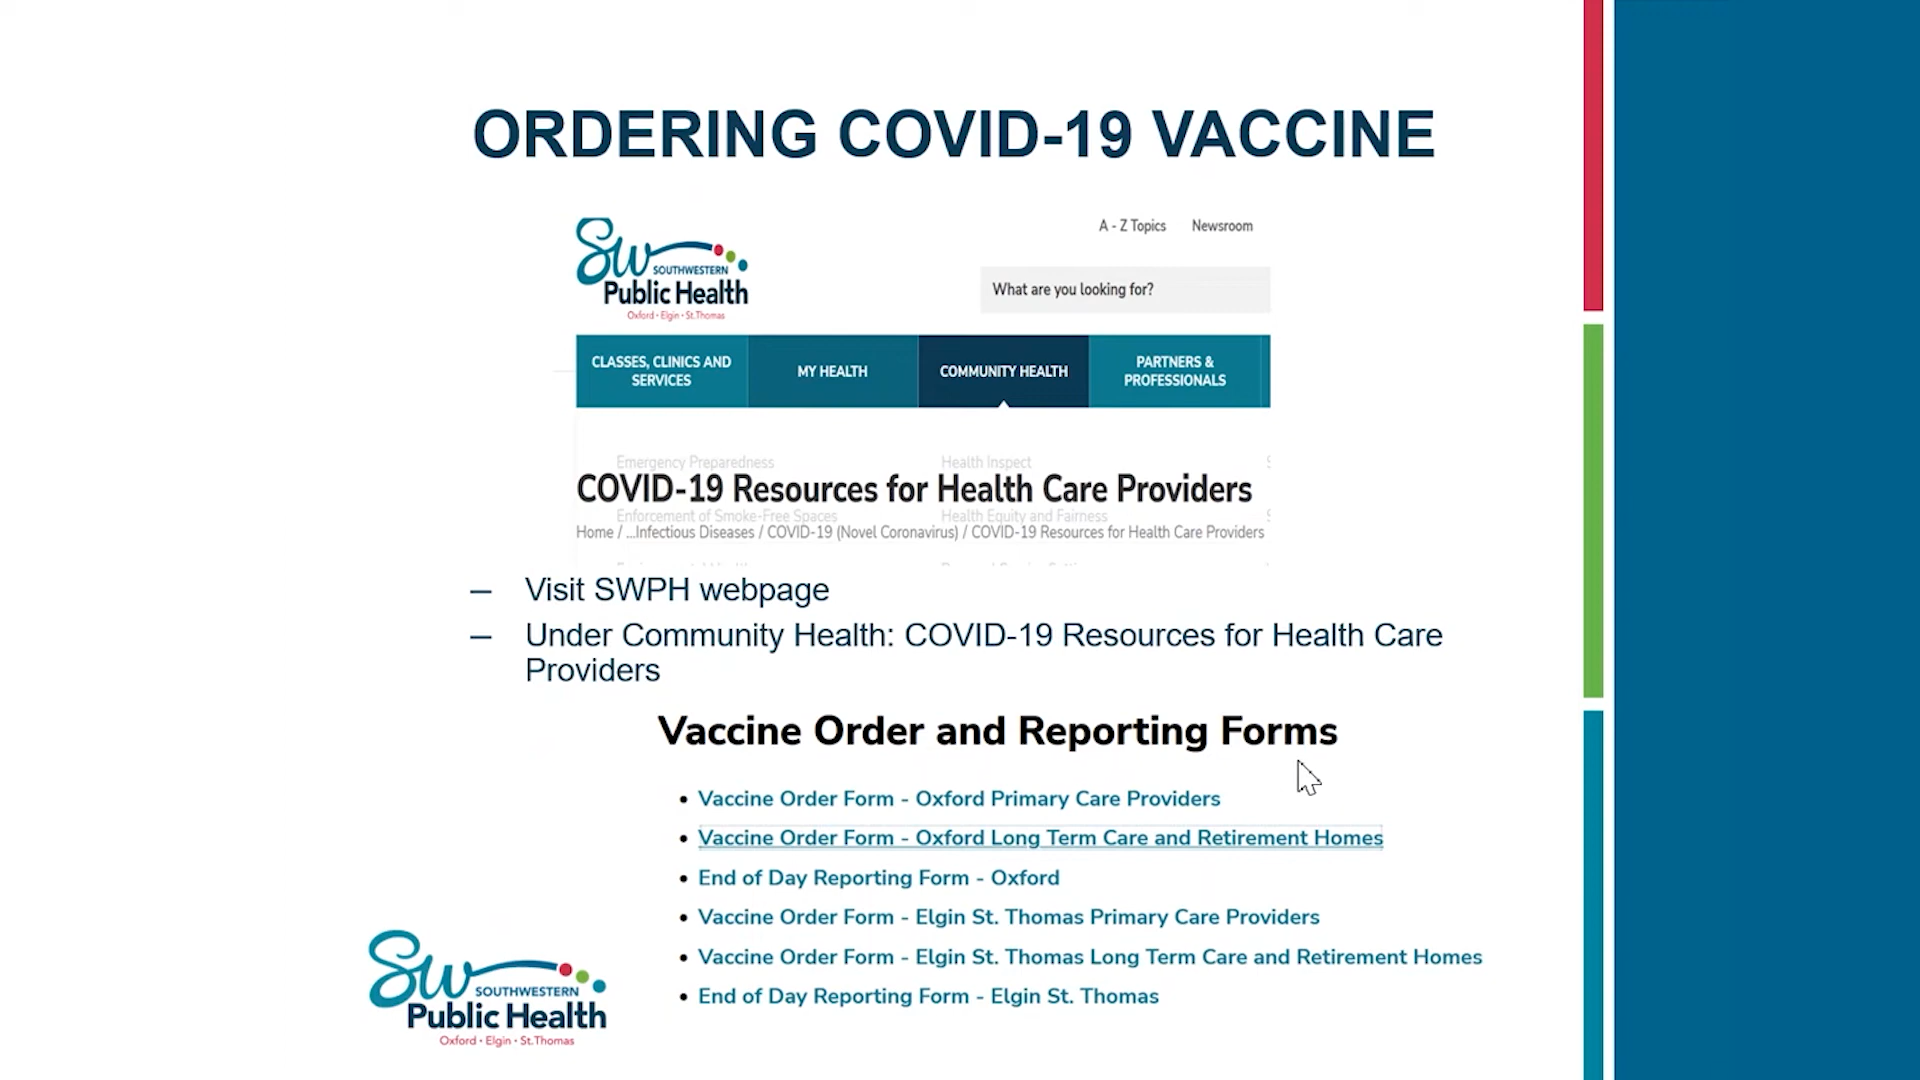 ORDERING COVID-19 VACCINE
Sw
SOUTHWESTERN
Public Health
Oxford • Elgin • St.Thomas
A - Z Topics Newsroom
What are you looking for?
CLASSES, CLINICS AND
SERVICES
MY HEALTH
COMMUNITY HEALTH
PARTNERS &
PROFESSIONALS
Emergency Preparedness Health Inspect
COVID-19 Resources for Health Care Providers
Enforcement of Smoke-Free Spaces Health Equity and Fairness
Home / ...Infectious Diseases / COVID-19 (Novel Coronavirus) / COVID-19 Resources for Health Care Providers
– Visit SWPH webpage
– Under Community Health: COVID-19 Resources for Health Care
Providers
Vaccine Order and Reporting Forms
• Vaccine Order Form - Oxford Primary Care Providers
• Vaccine Order Form - Oxford Long Term Care and Retirement Homes
• End of Day Reporting Form - Oxford
• Vaccine Order Form - Elgin St. Thomas Primary Care Providers
• Vaccine Order Form - Elgin St. Thomas Long Term Care and Retirement Homes
• End of Day Reporting Form - Elgin St. Thomas
Sw
SOUTHWESTERN
Public Health
Oxford • Elgin • St.Thomas